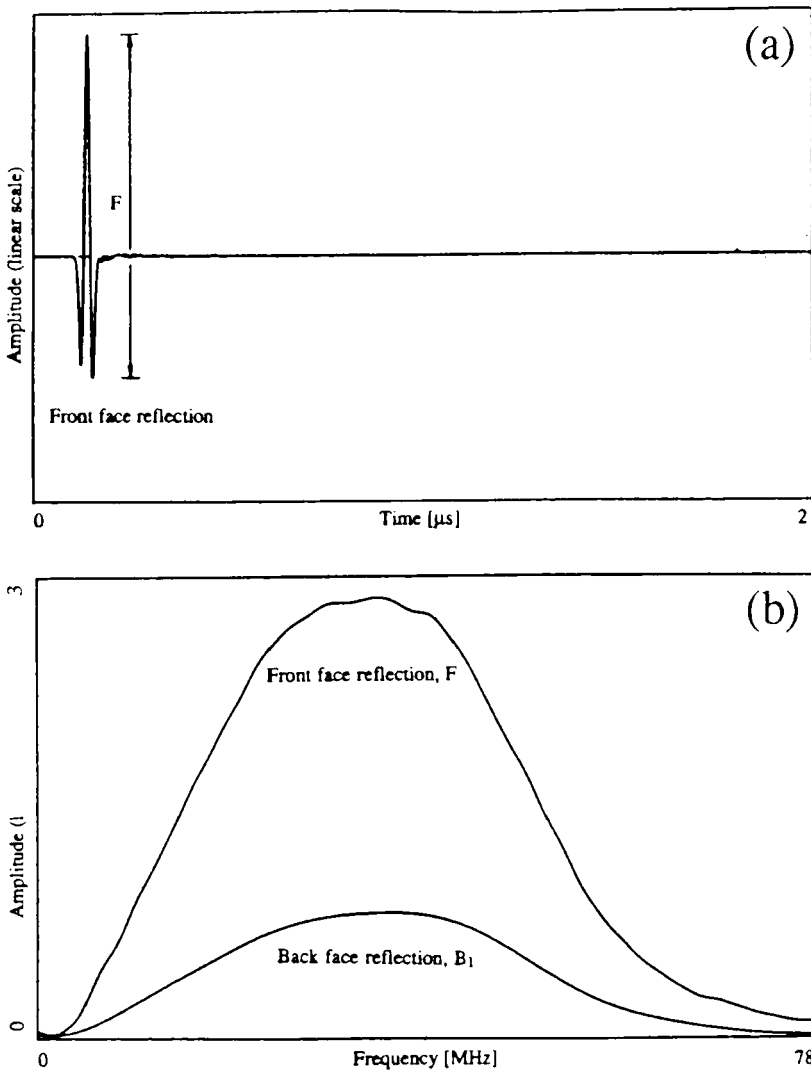 (a)
Amplitude (linear scale)
F
Front face reflection
0
Time [μs]
2
3
(b)
Front face reflection, F
Amplitude (l
Back face reflection, B1
0
0
Frequency [MHz]
78